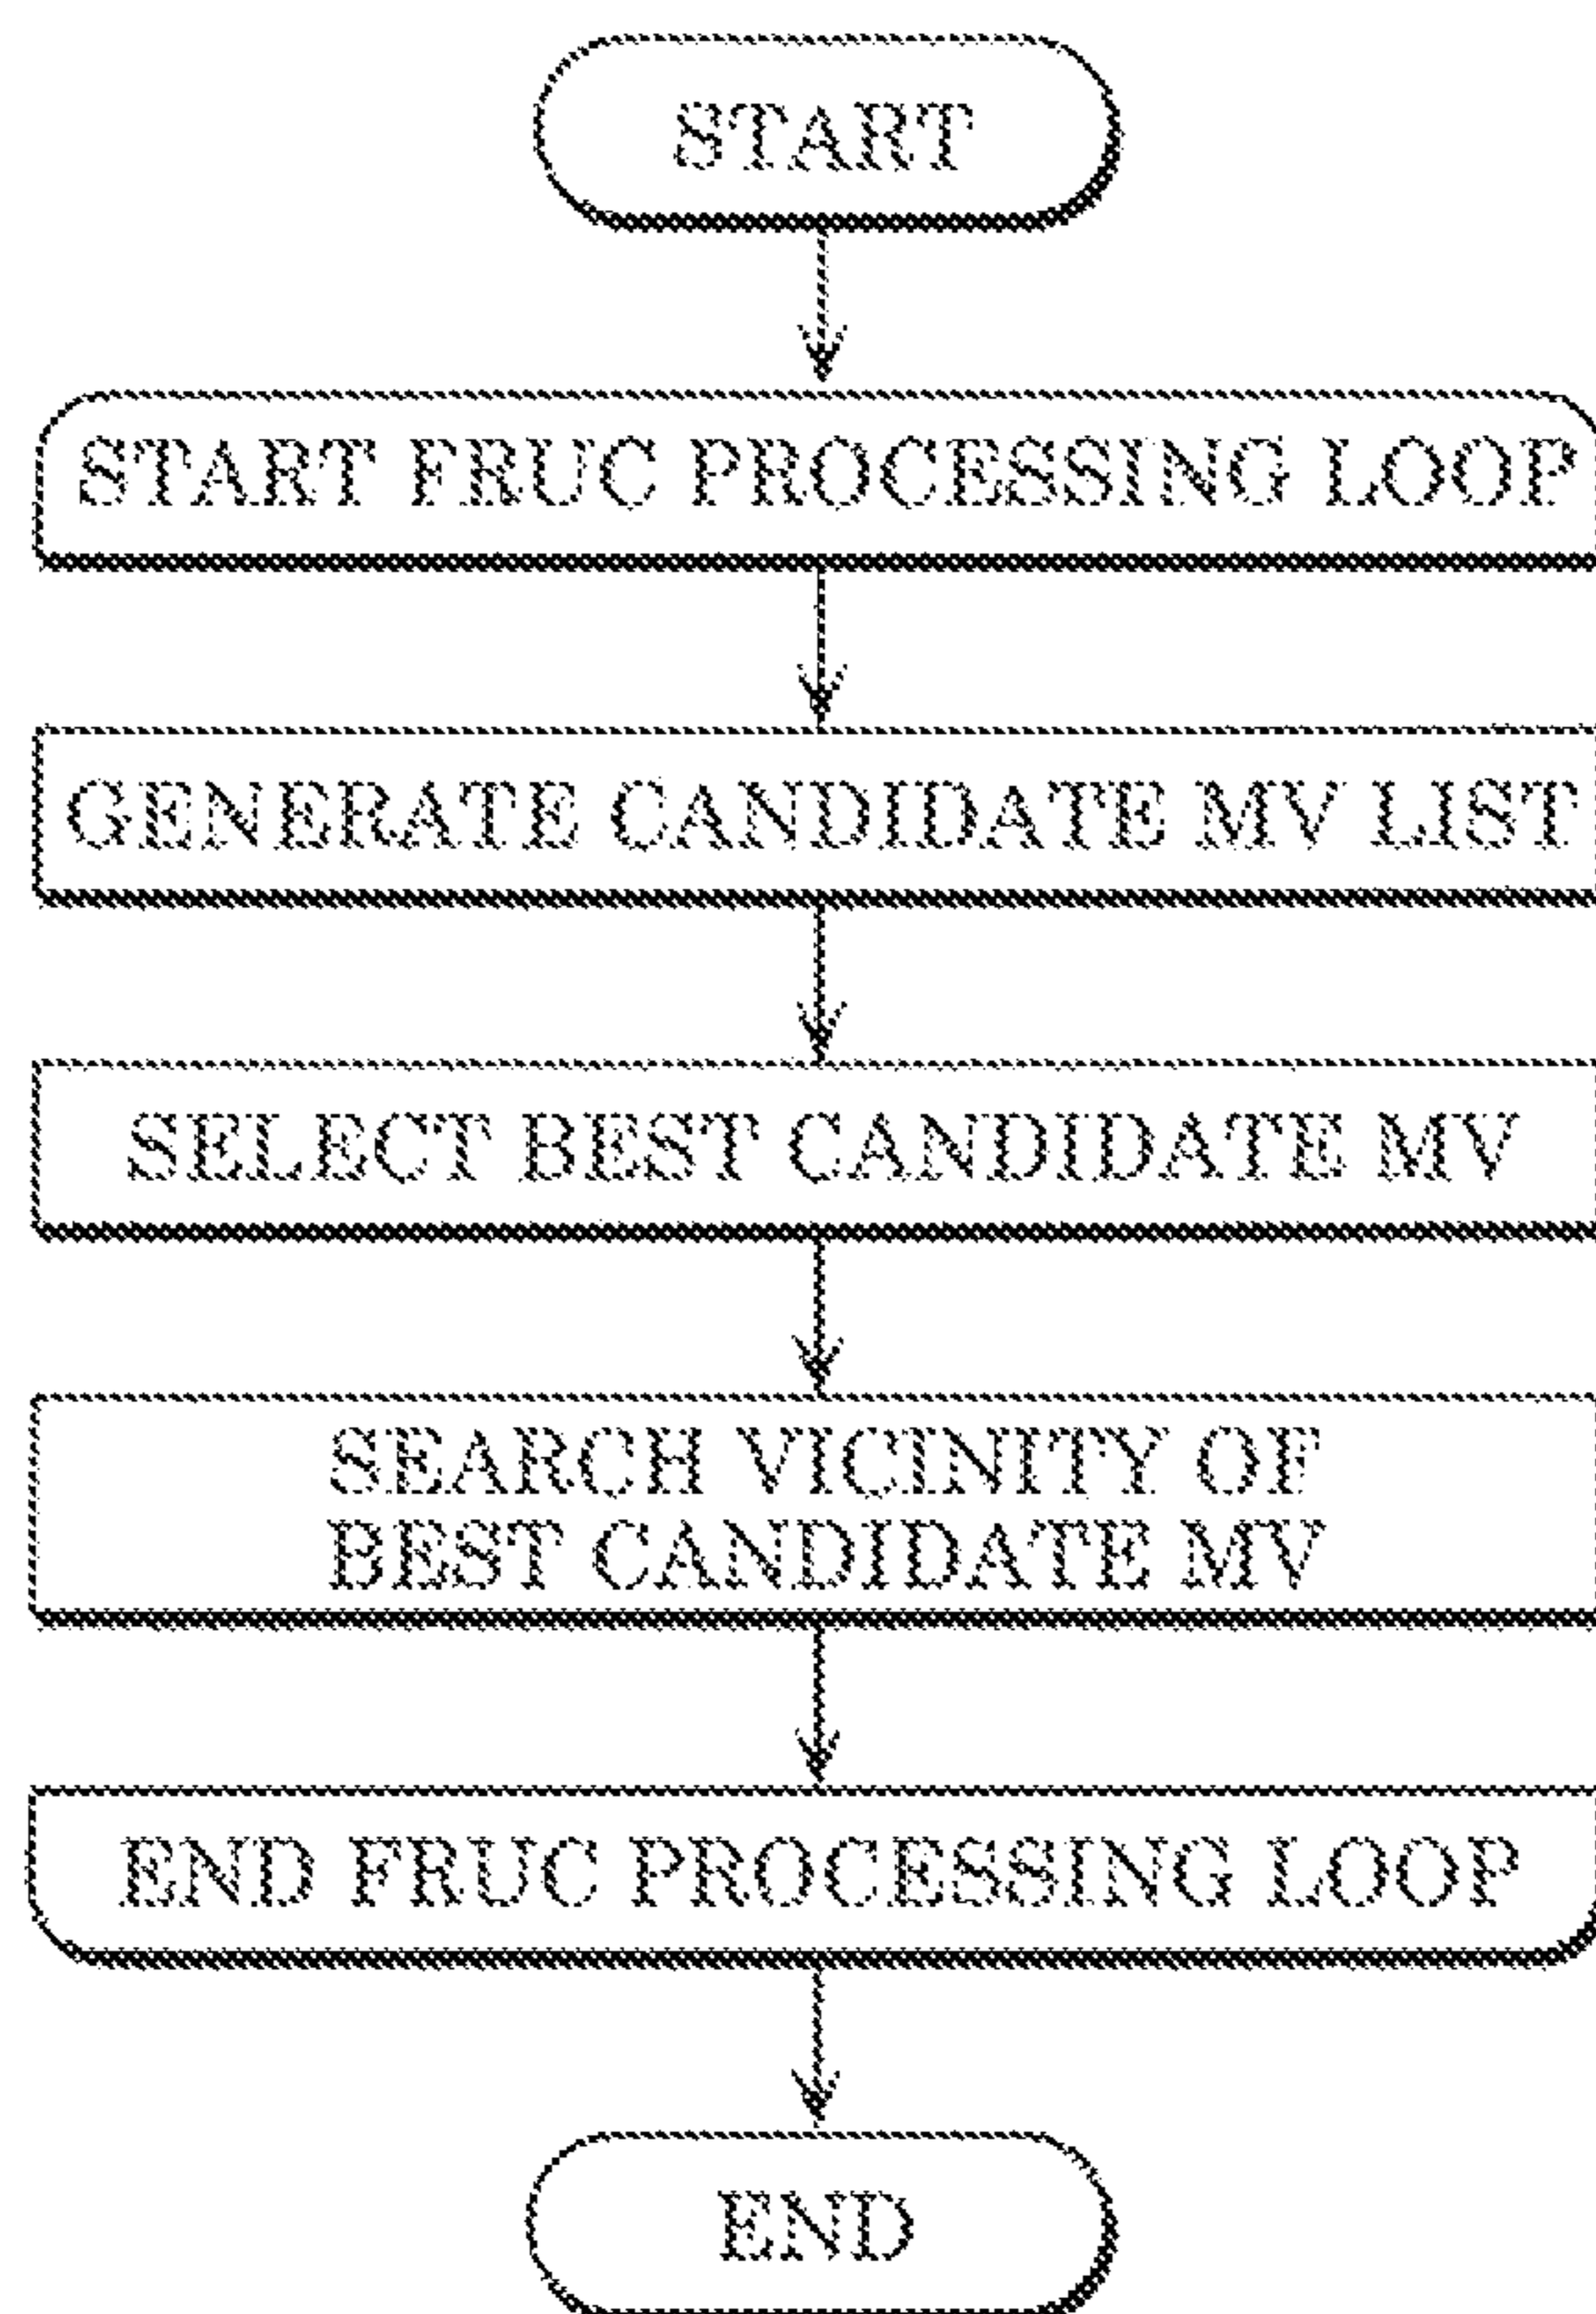 START
START FRUC PROCESSING LOOP
GENERATE CANDIDATE MV LIST
SELECT BEST CANDIDATE MV
SEARCH VICINITY OF
BEST CANDIDATE MV
END FRUC PROCESSING LOOP
END